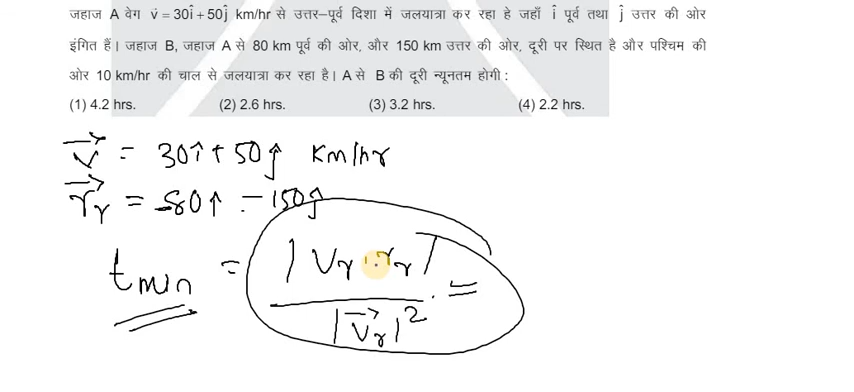 जहाज A वेग v⃗ = 30î + 50ĵ km/hr से उत्तर–पूर्व दिशा में जलयात्रा कर रहा हे जहाँ î पूर्व तथा ĵ उत्तर की ओर
इंगित हैं। जहाज B, जहाज A से 80 km पूर्व की ओर, और 150 km उत्तर की ओर, दूरी पर स्थित है और पश्चिम की
ओर 10 km/hr की चाल से जलयात्रा कर रहा है। A से B की दूरी न्यूनतम होगी :
(1) 4.2 hrs. (2) 2.6 hrs. (3) 3.2 hrs. (4) 2.2 hrs.
v⃗ = 30î + 50ĵ Km/hr
r⃗r = -80î - 150ĵ
tmin = |Vr · rr| / |V⃗r|² =